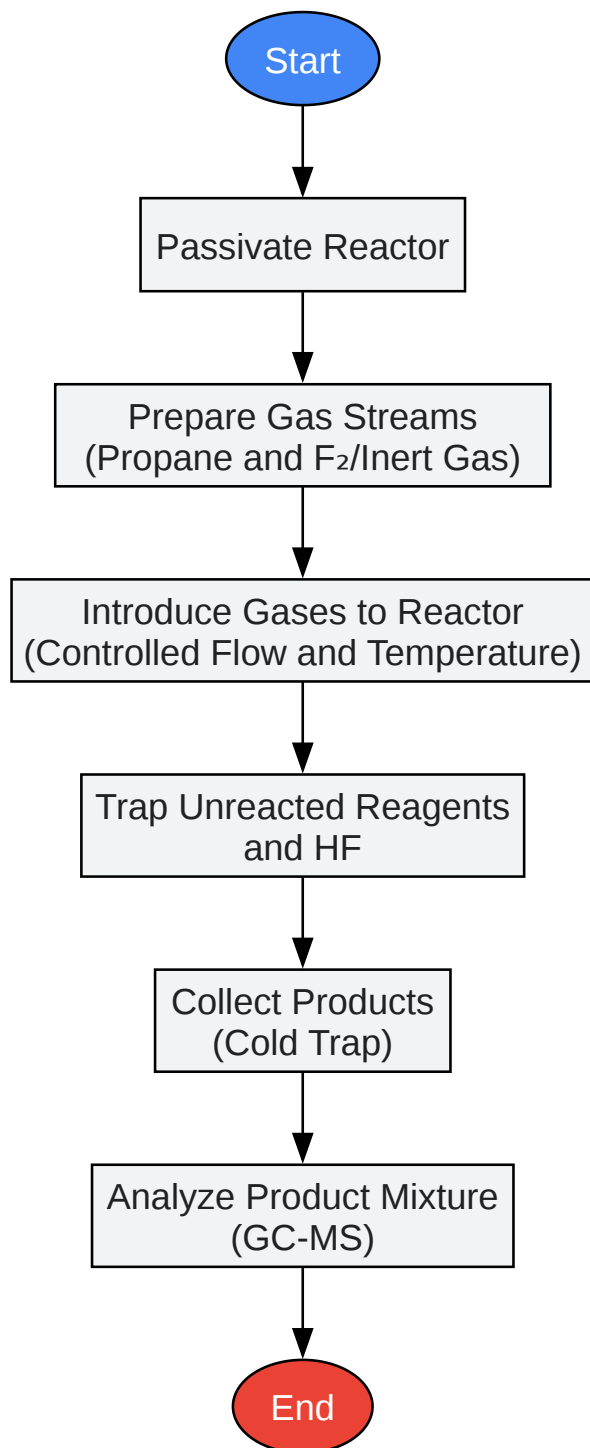 Start
Passivate Reactor
Prepare Gas Streams
(Propane and F₂/Inert Gas)
Introduce Gases to Reactor
(Controlled Flow and Temperature)
Trap Unreacted Reagents
and HF
Collect Products
(Cold Trap)
Analyze Product Mixture
(GC-MS)
End